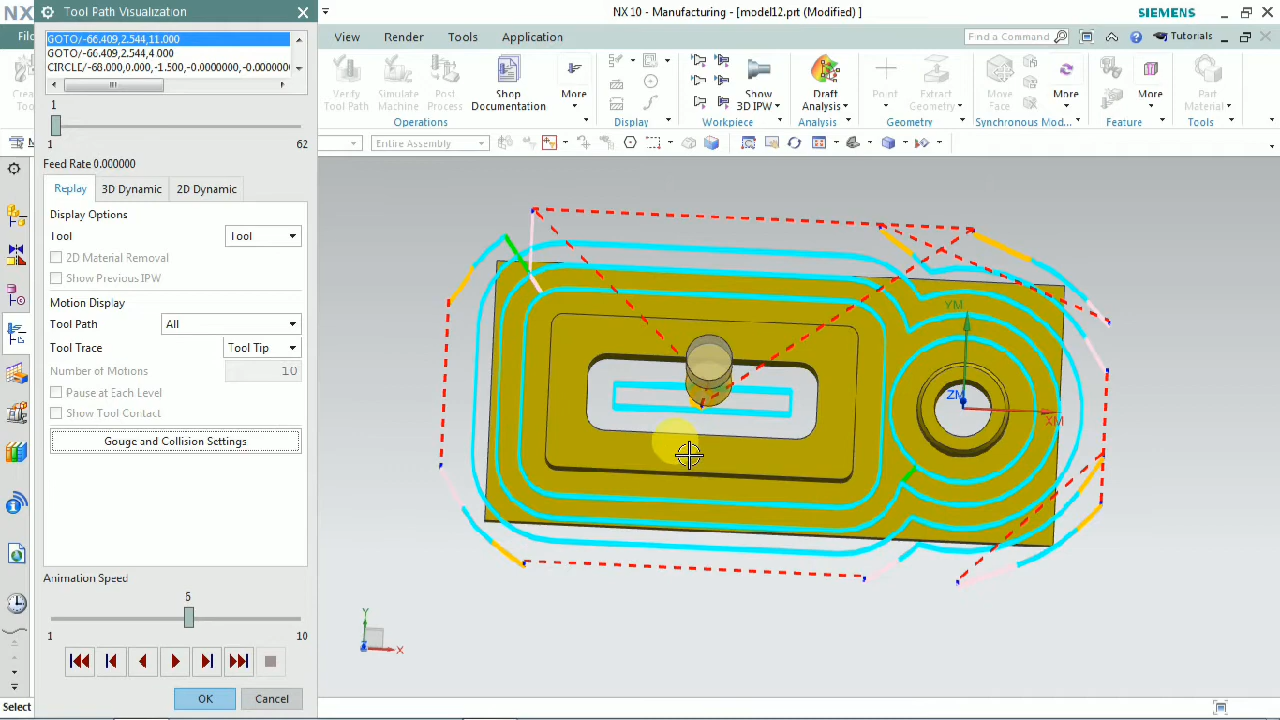 NX
Tool Path Visualization
NX 10 - Manufacturing - [model12.prt (Modified) ]
SIEMENS
View
Render
Tools
Application
Find a Command
Tutorials
GOTO/-66.409,2.544,11.000
GOTO/-66.409,2.544,4.000
CIRCLE/-68.000,0.000,-1.500,-0.0000000,-0.0000000
1
1
62
Feed Rate 0.000000
Replay
3D Dynamic
2D Dynamic
Display Options
Tool
Tool
2D Material Removal
Show Previous IPW
Motion Display
Tool Path
All
Tool Trace
Tool Tip
Number of Motions
10
Pause at Each Level
Show Tool Contact
Gouge and Collision Settings
Animation Speed
5
1
10
OK
Cancel
Verify Tool Path
Simulate Machine
Post Process
Shop Documentation
More
Operations
Display
Show 3D IPW
Workpiece
Draft Analysis
Analysis
Point
Extract Geometry
Geometry
Move Face
More
Synchronous Mod...
More
Feature
Part Material
Tools
Entire Assembly
YM
ZM
XM
Y
Z
X
Select